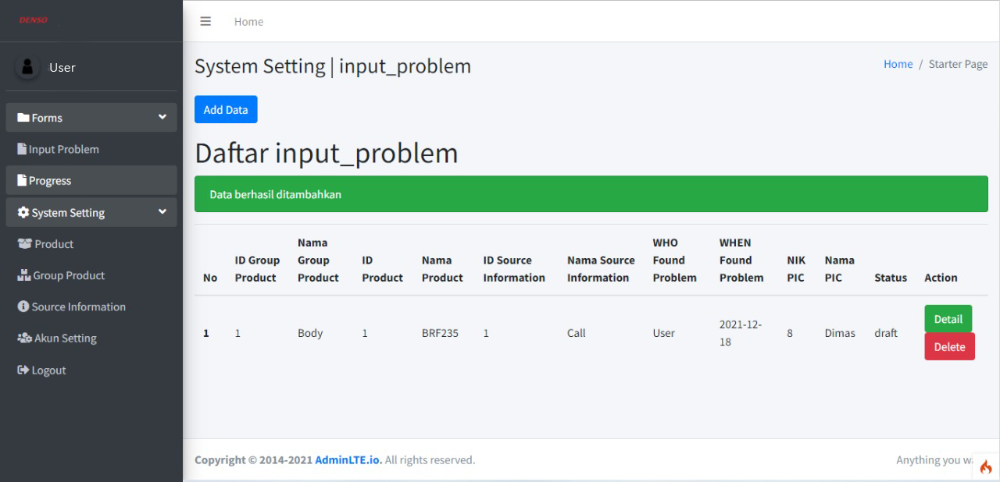 DENSO
Home
User
System Setting | input_problem
Home / Starter Page
Add Data
Forms
Input Problem
Progress
System Setting
Product
Group Product
Source Information
Akun Setting
Logout
Daftar input_problem
Data berhasil ditambahkan
No ID Group Product Nama Group Product ID Product Nama Product ID Source Information Nama Source Information WHO Found Problem WHEN Found Problem NIK PIC Nama PIC Status Action
1 1 Body 1 BRF235 1 Call User 2021-12-18 8 Dimas draft Detail
Delete
Copyright © 2014-2021 AdminLTE.io. All rights reserved.
Anything you